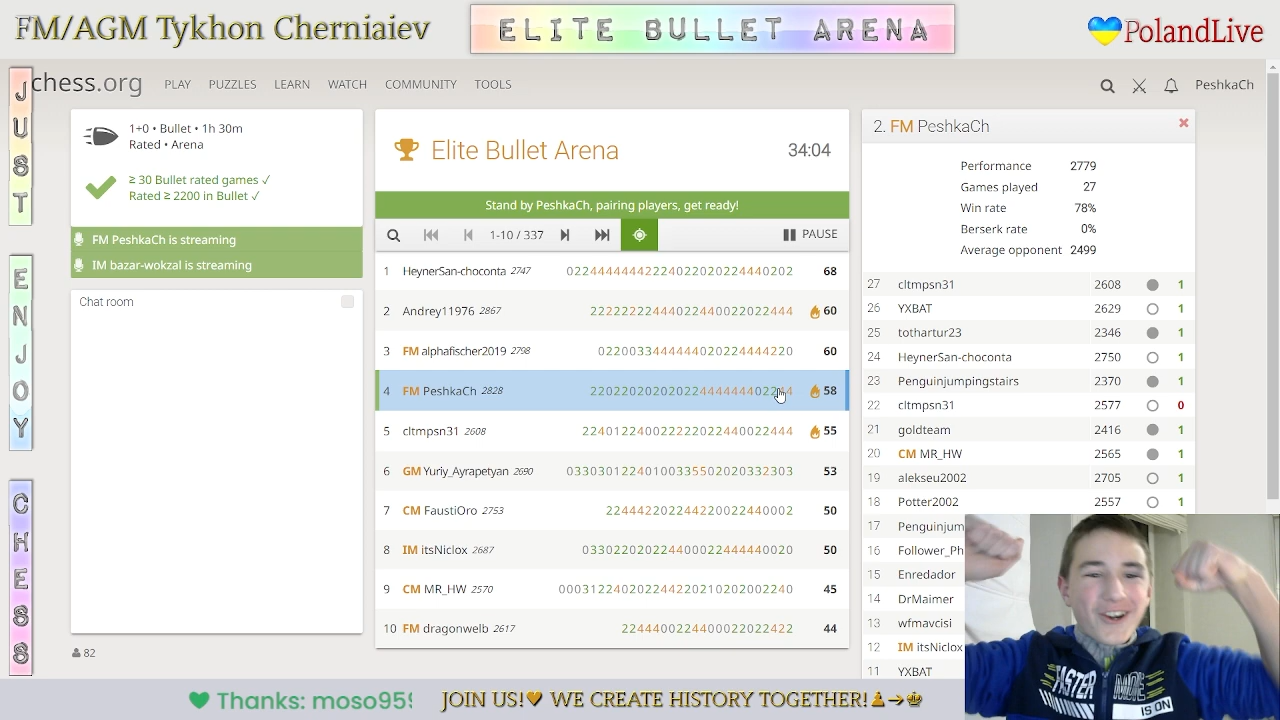 FM/AGM Tykhon Cherniaiev
ELITE BULLET ARENA
PolandLive
JUST
ENJOY
CHESS
chess.org
PLAY PUZZLES LEARN WATCH COMMUNITY TOOLS
PeshkaCh
1+0 • Bullet • 1h 30m
Rated • Arena
≥ 30 Bullet rated games ✓
Rated ≥ 2200 in Bullet ✓
FM PeshkaCh is streaming
IM bazar-wokzal is streaming
Chat room
82
Elite Bullet Arena 34:04
Stand by PeshkaCh, pairing players, get ready!
1-10 / 337 PAUSE
1 HeynerSan-choconta 2747 02244444442224022020224440202 68
2 Andrey11976 2867 60
3 FM alphafischer2019 2798 60
4 FM PeshkaCh 2828 58
5 cltmpsn31 2608 55
6 GM Yuriy_Ayrapetyan 2690 53
7 CM FaustiOro 2753 50
8 IM itsNiclox 2687 50
9 CM MR_HW 2570 45
10 FM dragonwelb 2617 44
2. FM PeshkaCh
Performance 2779
Games played 27
Win rate 78%
Berserk rate 0%
Average opponent 2499
27 cltmpsn31 2608 1
26 YXBAT 2629 1
25 tothartur23 2346 1
24 HeynerSan-choconta 2750 1
23 Penguinjumpingstairs 2370 1
22 cltmpsn31 2577 0
21 goldteam 2416 1
20 CM MR_HW 2565 1
19 alekseu2002 2705 1
18 Potter2002 2557 1
17 Penguinjum
16 Follower_Ph
15 Enredador
14 DrMaimer
13 wfmavcisi
12 IM itsNiclox
11 YXBAT
FASTER MODE
IS ON
Thanks: moso959
JOIN US! WE CREATE HISTORY TOGETHER!